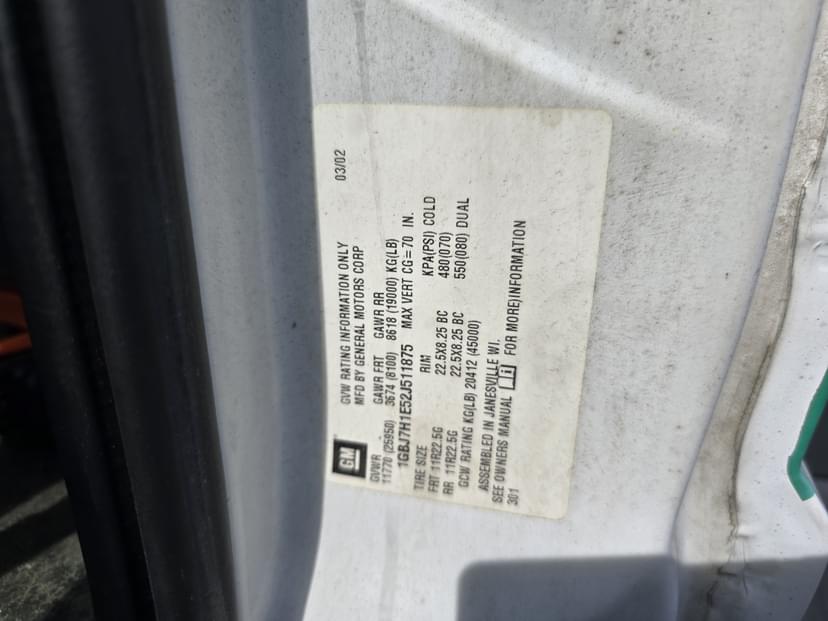 GM
GVW RATING INFORMATION ONLY 03/02
MFD BY GENERAL MOTORS CORP
GVWR GAWR FRT GAWR RR
11770 (25950) 3674 (8100) 8618 (19000) KG(LB)
1GBJ7H1E52J511875 MAX VERT CG=70 IN.
TIRE SIZE RIM KPA(PSI) COLD
FRT 11R22.5G 22.5X8.25 BC 480(070)
RR 11R22.5G 22.5X8.25 BC 550(080) DUAL
GCW RATING KG(LB) 20412 (45000)
ASSEMBLED IN JANESVILLE WI.
SEE OWNERS MANUAL i FOR MORE)INFORMATION
301